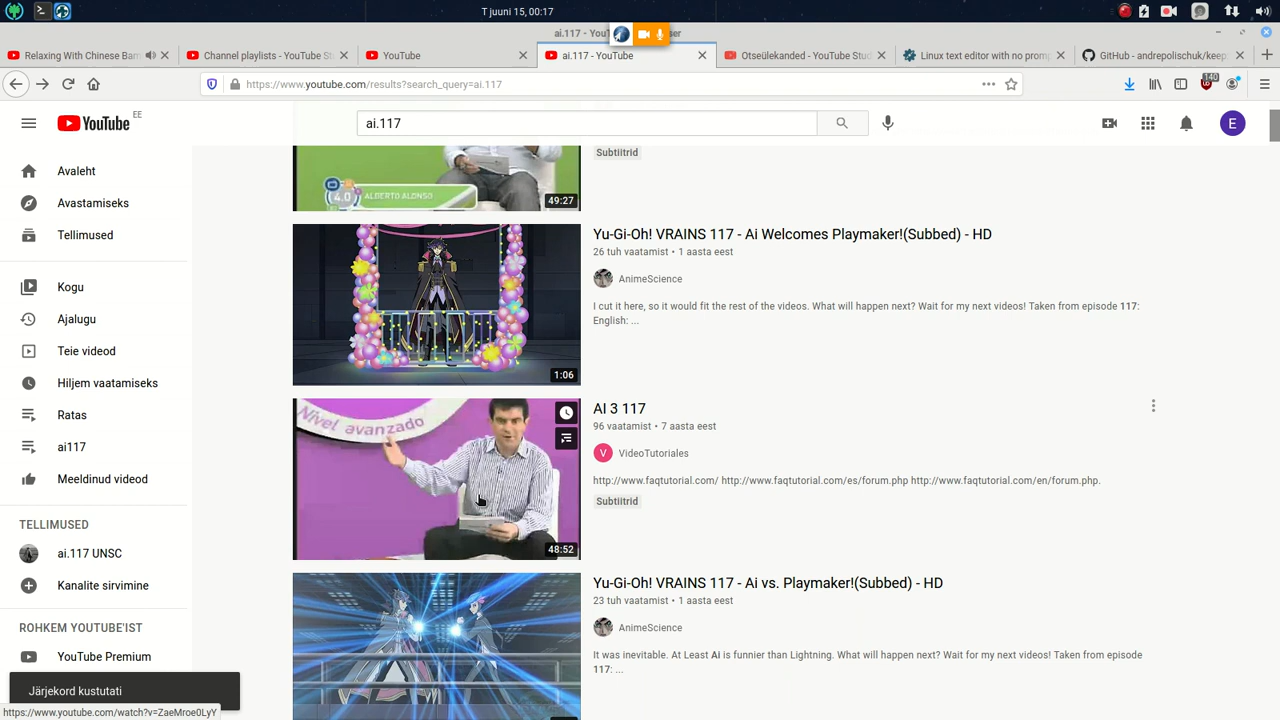 T juuni 15, 00:17
ai.117 - You
ser
Relaxing With Chinese Bam
Channel playlists - YouTube St
YouTube
ai.117 - YouTube
Otseülekanded - YouTube Stud
Linux text editor with no prom
GitHub - andrepolischuk/keep
https://www.youtube.com/results?search_query=ai.117
140
YouTube EE
ai.117
E
Avaleht
Avastamiseks
Tellimused
Kogu
Ajalugu
Teie videod
Hiljem vaatamiseks
Ratas
ai117
Meeldinud videod
TELLIMUSED
ai.117 UNSC
Kanalite sirvimine
ROHKEM YOUTUBE'IST
YouTube Premium
Järjekord kustutati
https://www.youtube.com/watch?v=ZaeMroe0LyY
4.0 ALBERTO ALONSO
49:27
Subtiitrid
1:06
Yu-Gi-Oh! VRAINS 117 - Ai Welcomes Playmaker!(Subbed) - HD
26 tuh vaatamist • 1 aasta eest
AnimeScience
I cut it here, so it would fit the rest of the videos. What will happen next? Wait for my next videos! Taken from episode 117:
English: ...
Nivel avanzado
48:52
AI 3 117
96 vaatamist • 7 aasta eest
V VideoTutoriales
http://www.faqtutorial.com/ http://www.faqtutorial.com/es/forum.php http://www.faqtutorial.com/en/forum.php.
Subtiitrid
Yu-Gi-Oh! VRAINS 117 - Ai vs. Playmaker!(Subbed) - HD
23 tuh vaatamist • 1 aasta eest
AnimeScience
It was inevitable. At Least Ai is funnier than Lightning. What will happen next? Wait for my next videos! Taken from episode
117: ...